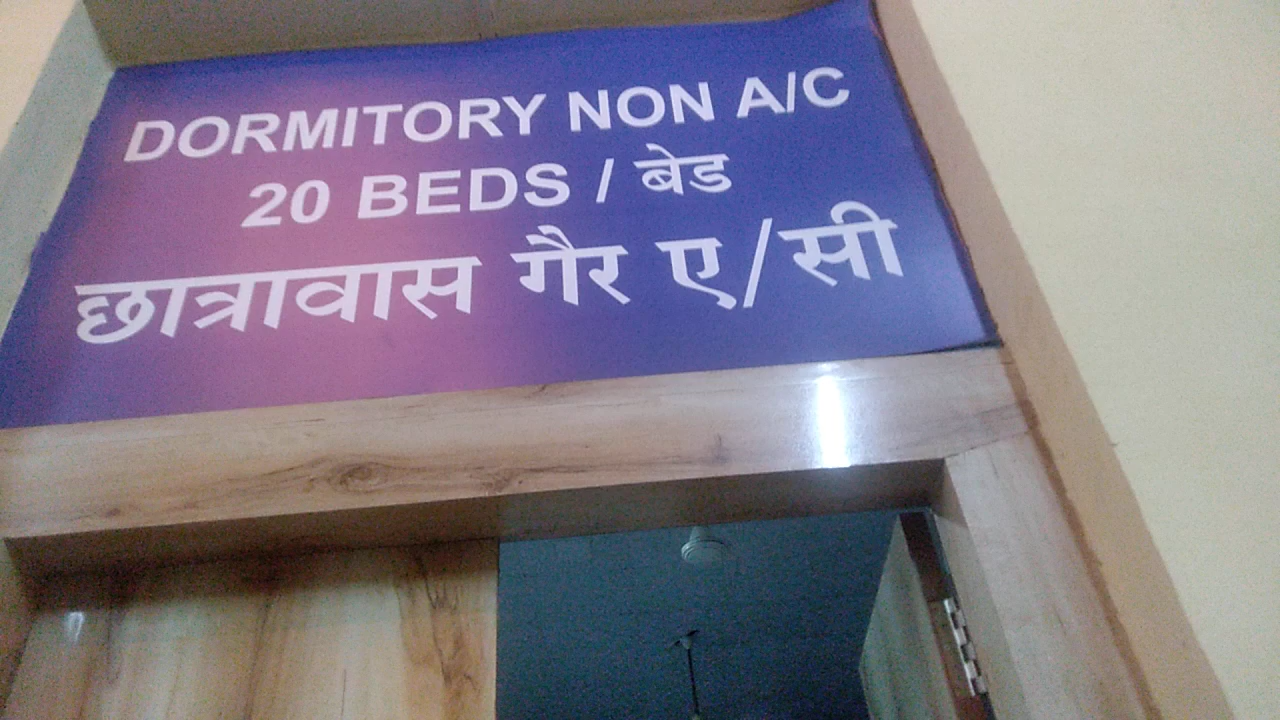 DORMITORY NON A/C
20 BEDS / बेड
छात्रावास गैर ए/सी